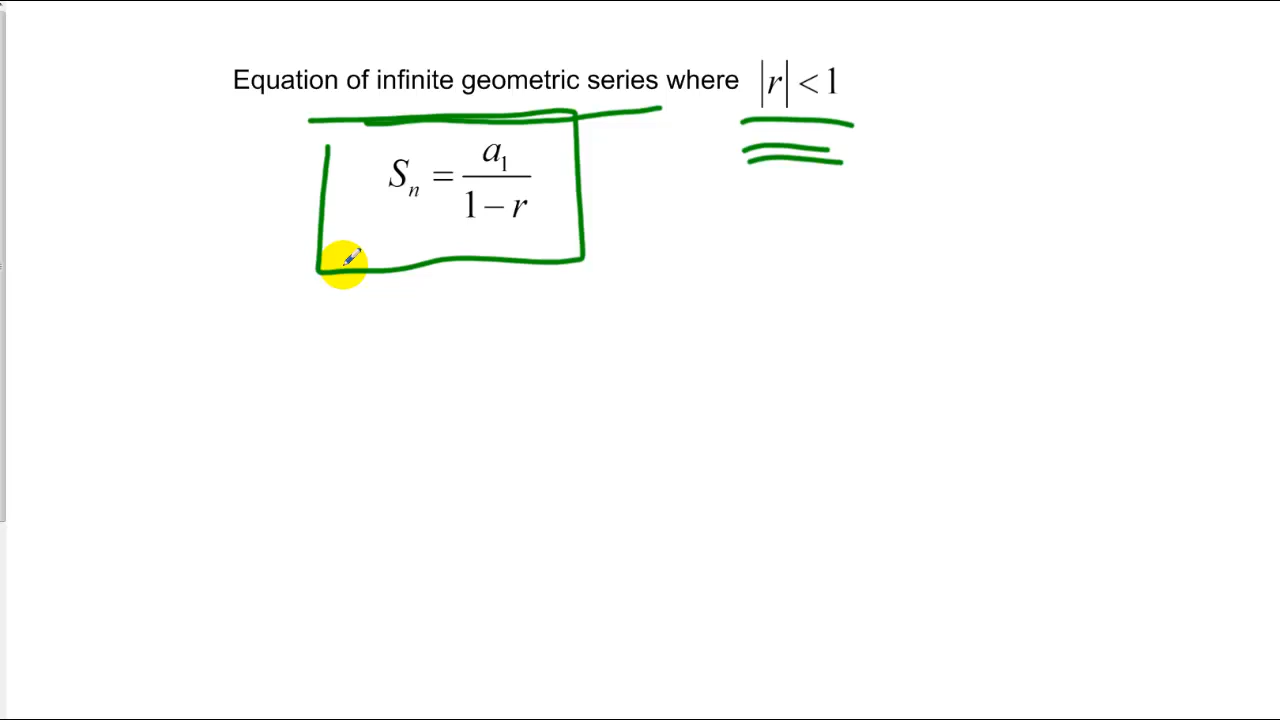 Equation of infinite geometric series where |r| < 1
Sₙ = a₁ / (1 − r)